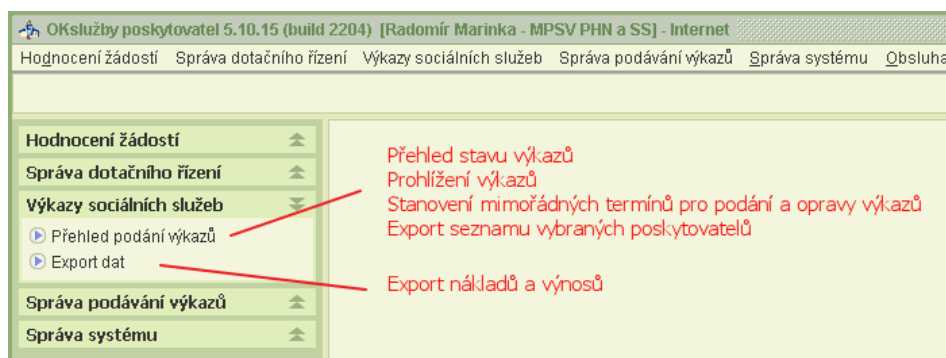 OKslužby poskytovatel 5.10.15 (build 2204) [Radomír Marinka - MPSV PHN a SS] - Internet
Hodnocení žádostí Správa dotačního řízení Výkazy sociálních služeb Správa podávání výkazů Správa systému Obsluha
Hodnocení žádostí
Správa dotačního řízení
Výkazy sociálních služeb
Přehled podání výkazů
Export dat
Správa podávání výkazů
Správa systému
Přehled stavu výkazů
Prohlížení výkazů
Stanovení mimořádných termínů pro podání a opravy výkazů
Export seznamu vybraných poskytovatelů
Export nákladů a výnosů